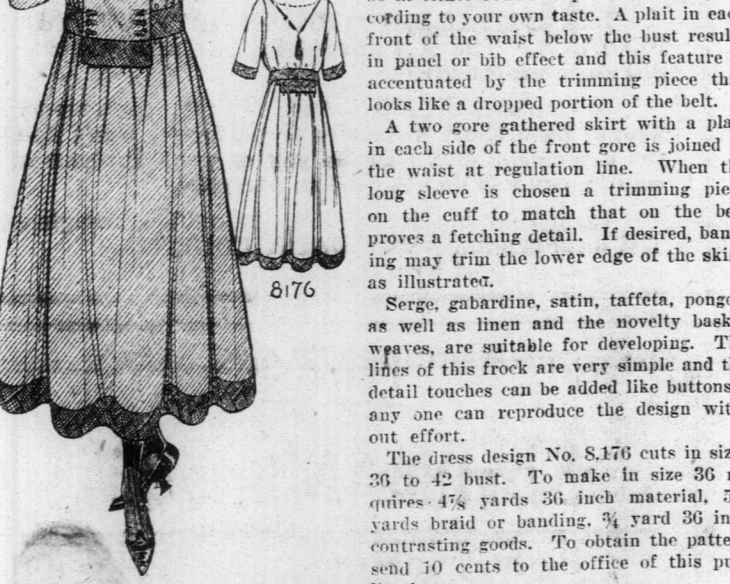 8176
cording to your own taste. A plait in eac
front of the waist below the bust resul
in panel or bib effect and this feature
accentuated by the trimming piece th
looks like a dropped portion of the belt.
A two gore gathered skirt with a pla
in each side of the front gore is joined
the waist at regulation line. When th
long sleeve is chosen a trimming pie
on the cuff to match that on the be
proves a fetching detail. If desired, ban
ing may trim the lower edge of the ski
as illustrated.
Serge, gabardine, satin, taffeta, pong
as well as linen and the novelty bask
weaves, are suitable for developing. T
lines of this frock are very simple and t
detail touches can be added like buttons
any one can reproduce the design wit
out effort.
The dress design No. 8,176 cuts in siz
36 to 42 bust. To make in size 36 r
quires 4⅞ yards 36 inch material,
yards braid or banding, ¾ yard 36 in
contrasting goods. To obtain the patte
send 10 cents to the office of this pu